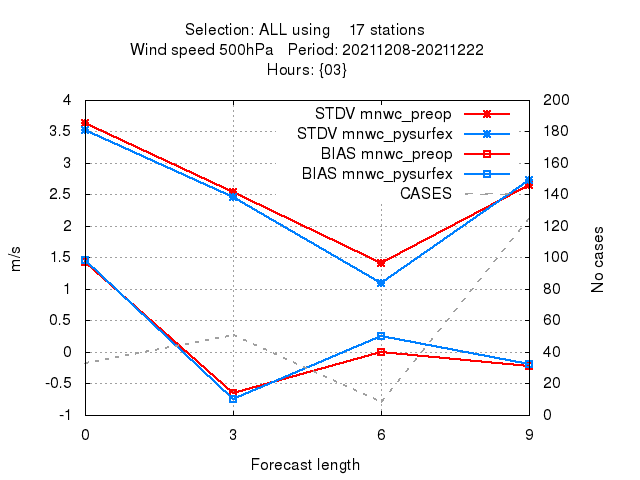 Selection: ALL using    17 stations
Wind speed 500hPa   Period: 20211208-20211222
Hours: {03}
4
3.5
3
2.5
2
1.5
1
0.5
0
-0.5
-1
200
180
160
140
120
100
80
60
40
20
0
STDV mnwc_preop
STDV mnwc_pysurfex
BIAS mnwc_preop
BIAS mnwc_pysurfex
CASES
m/s
No cases
0 3 6 9
Forecast length